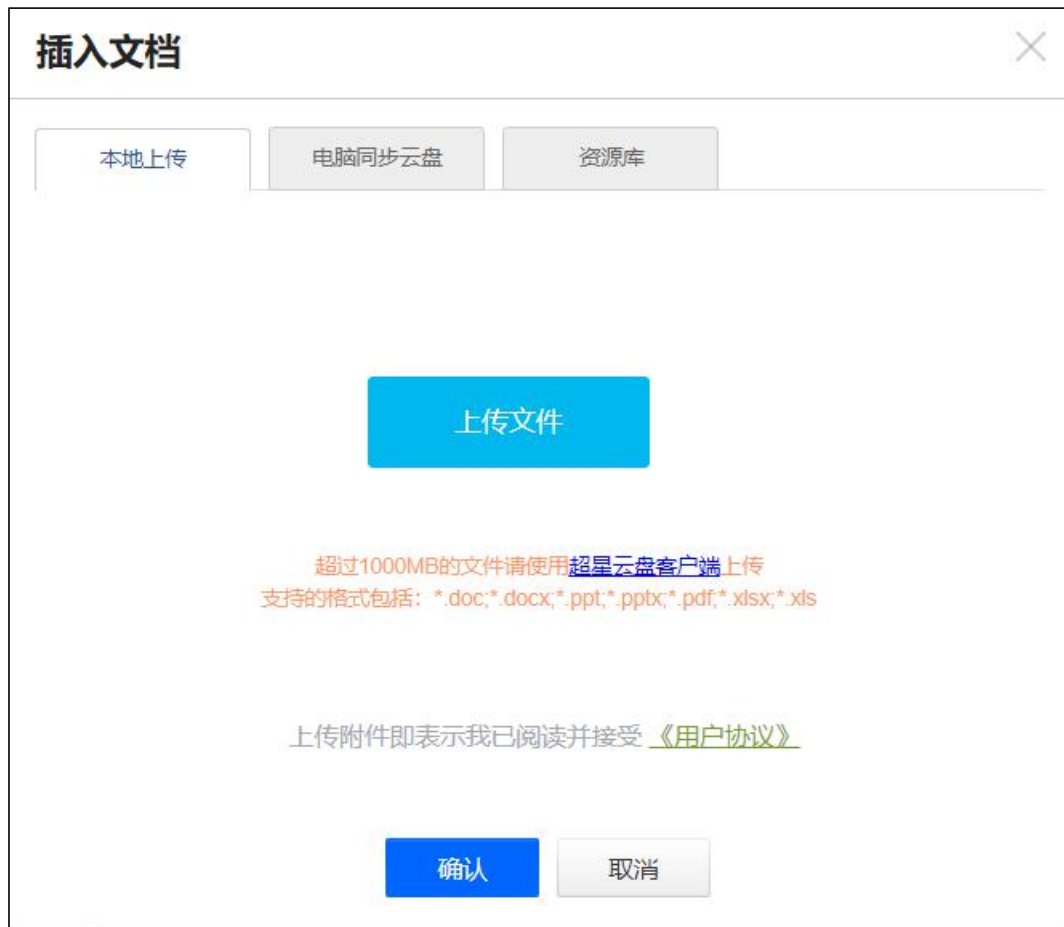 插入文档
本地上传
电脑同步云盘
资源库
上传文件
超过1000MB的文件请使用超星云盘客户端上传
支持的格式包括：*.doc;*.docx;*.ppt;*.pptx;*.pdf;*.xlsx;*.xls
上传附件即表示我已阅读并接受 《用户协议》
确认
取消